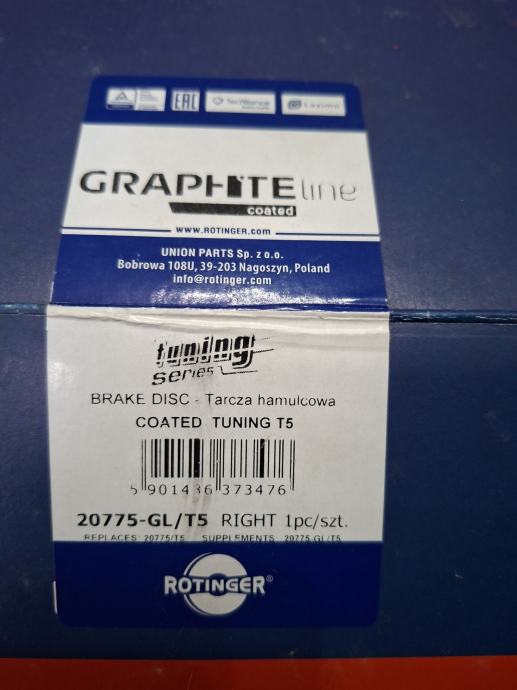 EAC TecAlliance Laximo
GRAPHITE line
coated
www.ROTINGER.com
UNION PARTS Sp. z o.o.
Bobrowa 108U, 39-203 Nagoszyn, Poland
info@rotinger.com
tuning
series
BRAKE DISC - Tarcza hamulcowa
COATED TUNING T5
5 901436 373476
20775-GL/T5 RIGHT 1pc/szt.
REPLACES: 20775/T5 SUPPLEMENTS: 20775-GL/T5
ROTINGER®